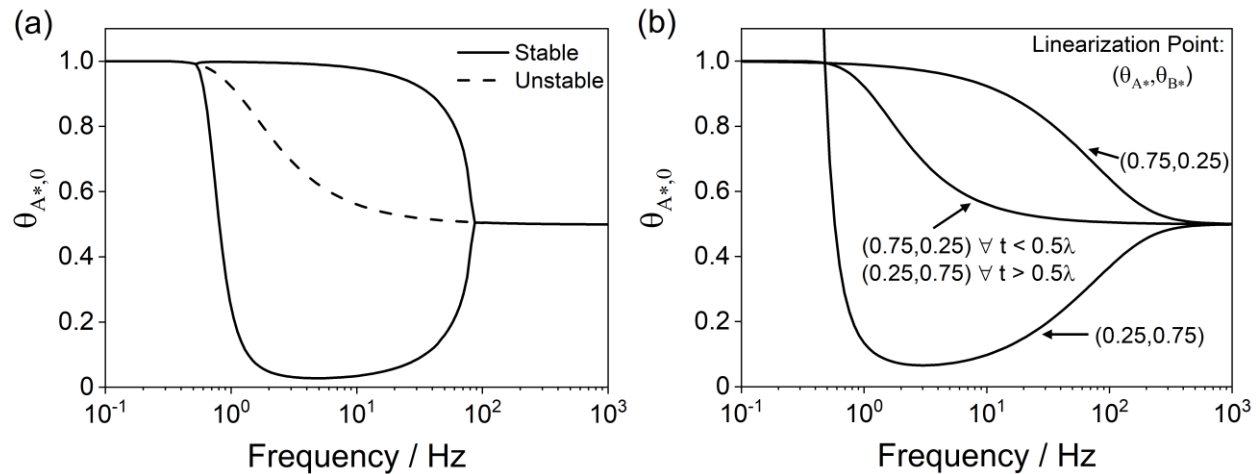 (a)
Stable
Unstable
1.0
0.8
0.6
0.4
0.2
0
θA*,0
10-1
100
101
102
103
Frequency / Hz
(b)
Linearization Point:
(θA*,θB*)
1.0
0.8
0.6
0.4
0.2
0
θA*,0
(0.75,0.25)
(0.75,0.25) ∀ t < 0.5λ
(0.25,0.75) ∀ t > 0.5λ
(0.25,0.75)
10-1
100
101
102
103
Frequency / Hz